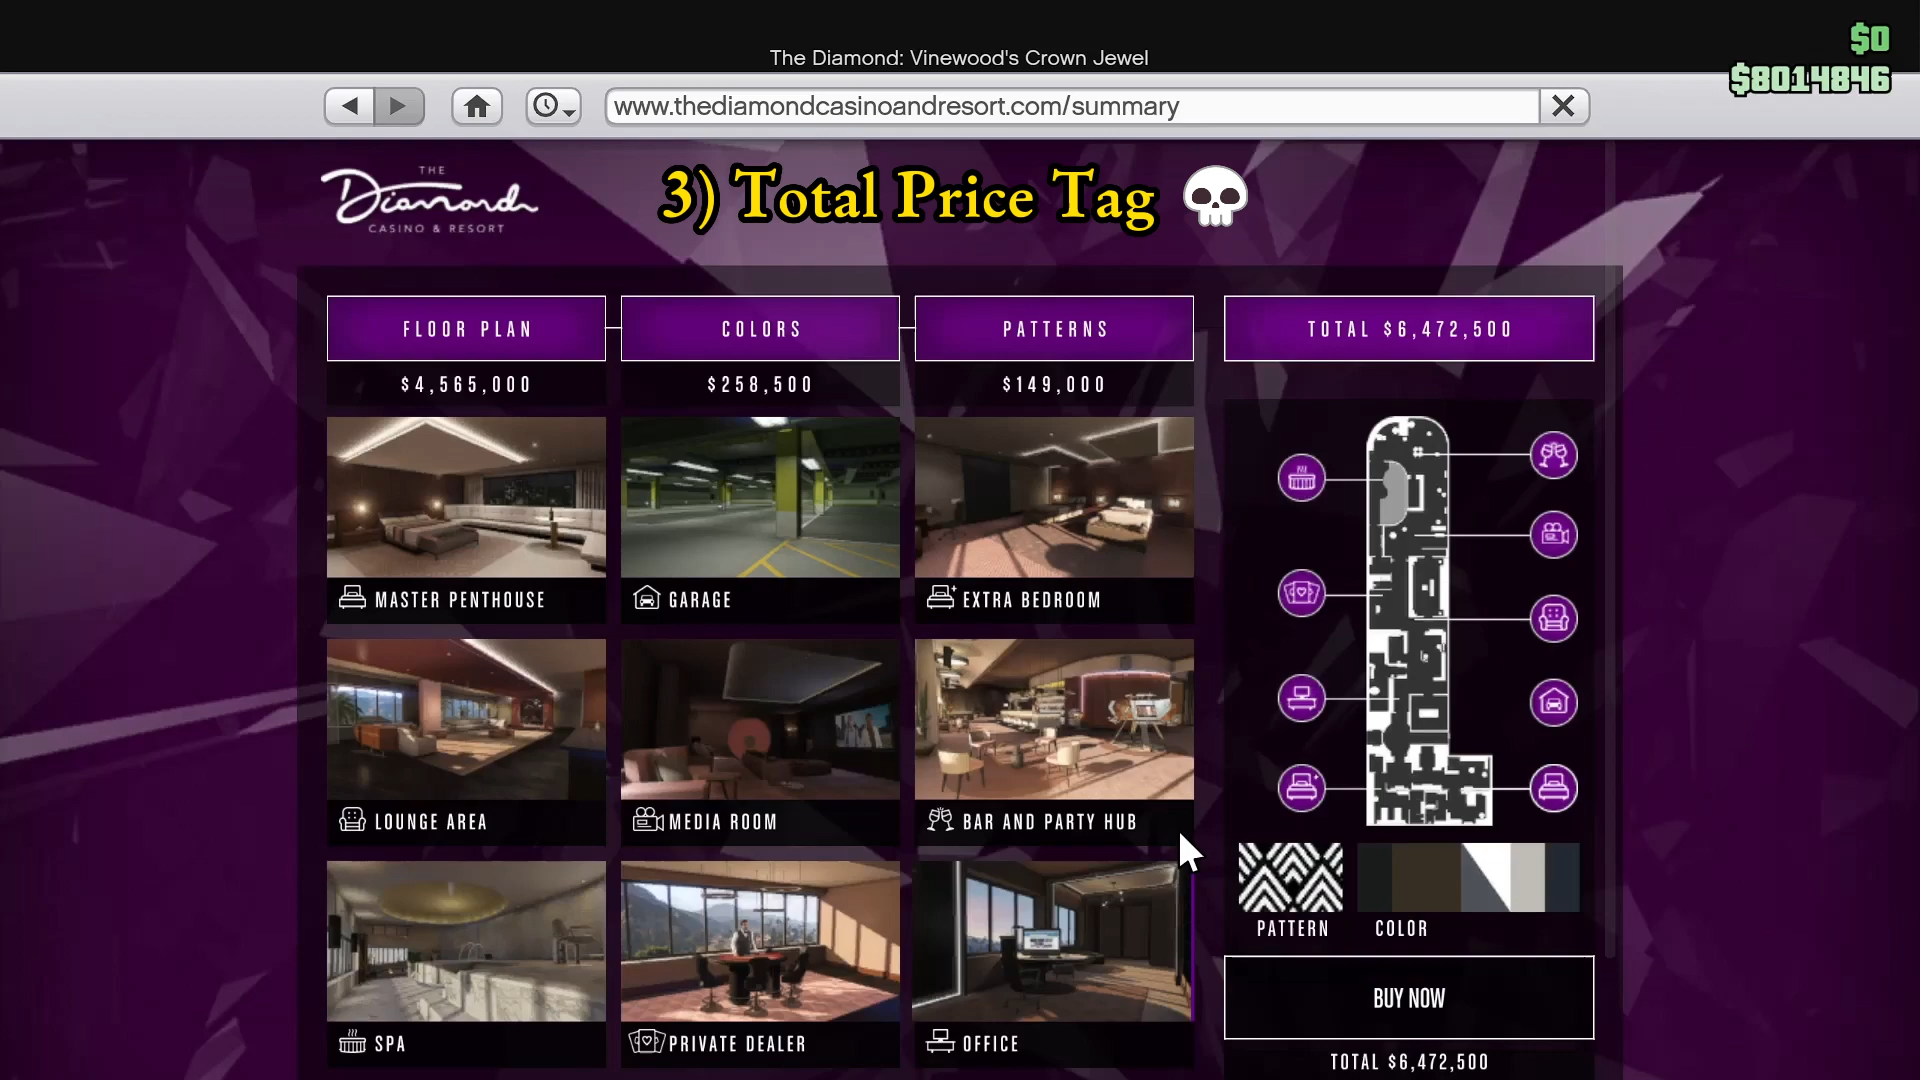 $0
The Diamond: Vinewood's Crown Jewel
$8014846
www.thediamondcasinoandresort.com/summary
THE
Diamond
CASINO & RESORT
3) Total Price Tag
FLOOR PLAN
COLORS
PATTERNS
TOTAL $6,472,500
$4,565,000
$258,500
$149,000
MASTER PENTHOUSE
GARAGE
EXTRA BEDROOM
LOUNGE AREA
MEDIA ROOM
BAR AND PARTY HUB
PATTERN
COLOR
SPA
PRIVATE DEALER
OFFICE
BUY NOW
TOTAL $6,472,500